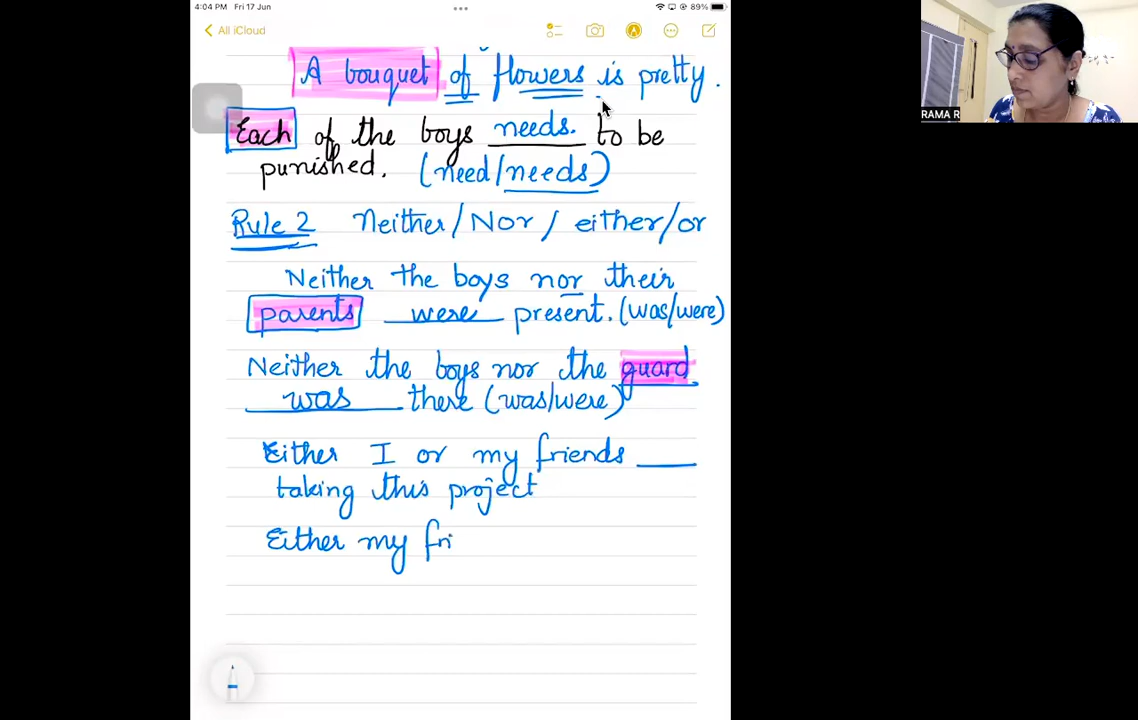 4:04 PM Fri 17 Jun
89%
All iCloud
A bouquet of flowers is pretty.
Each of the boys needs. to be
punished. (need/needs)
Rule 2 Neither/Nor/ either/or
Neither the boys nor their
parents were present. (was/were)
Neither the boys nor the guard
was there (was/were)
Either I or my friends ____
taking this project
Either my fri
RAMA R